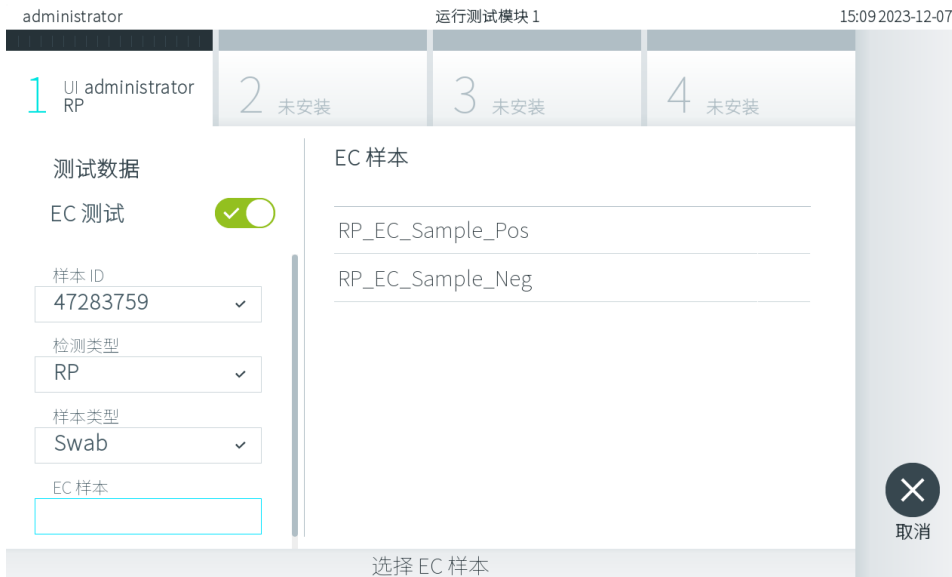 administrator
运行测试模块 1
15:09 2023-12-07
1 UI administrator
RP
2 未安装
3 未安装
4 未安装
测试数据
EC 测试
样本 ID
47283759
检测类型
RP
样本类型
Swab
EC 样本
EC 样本
RP_EC_Sample_Pos
RP_EC_Sample_Neg
取消
选择 EC 样本